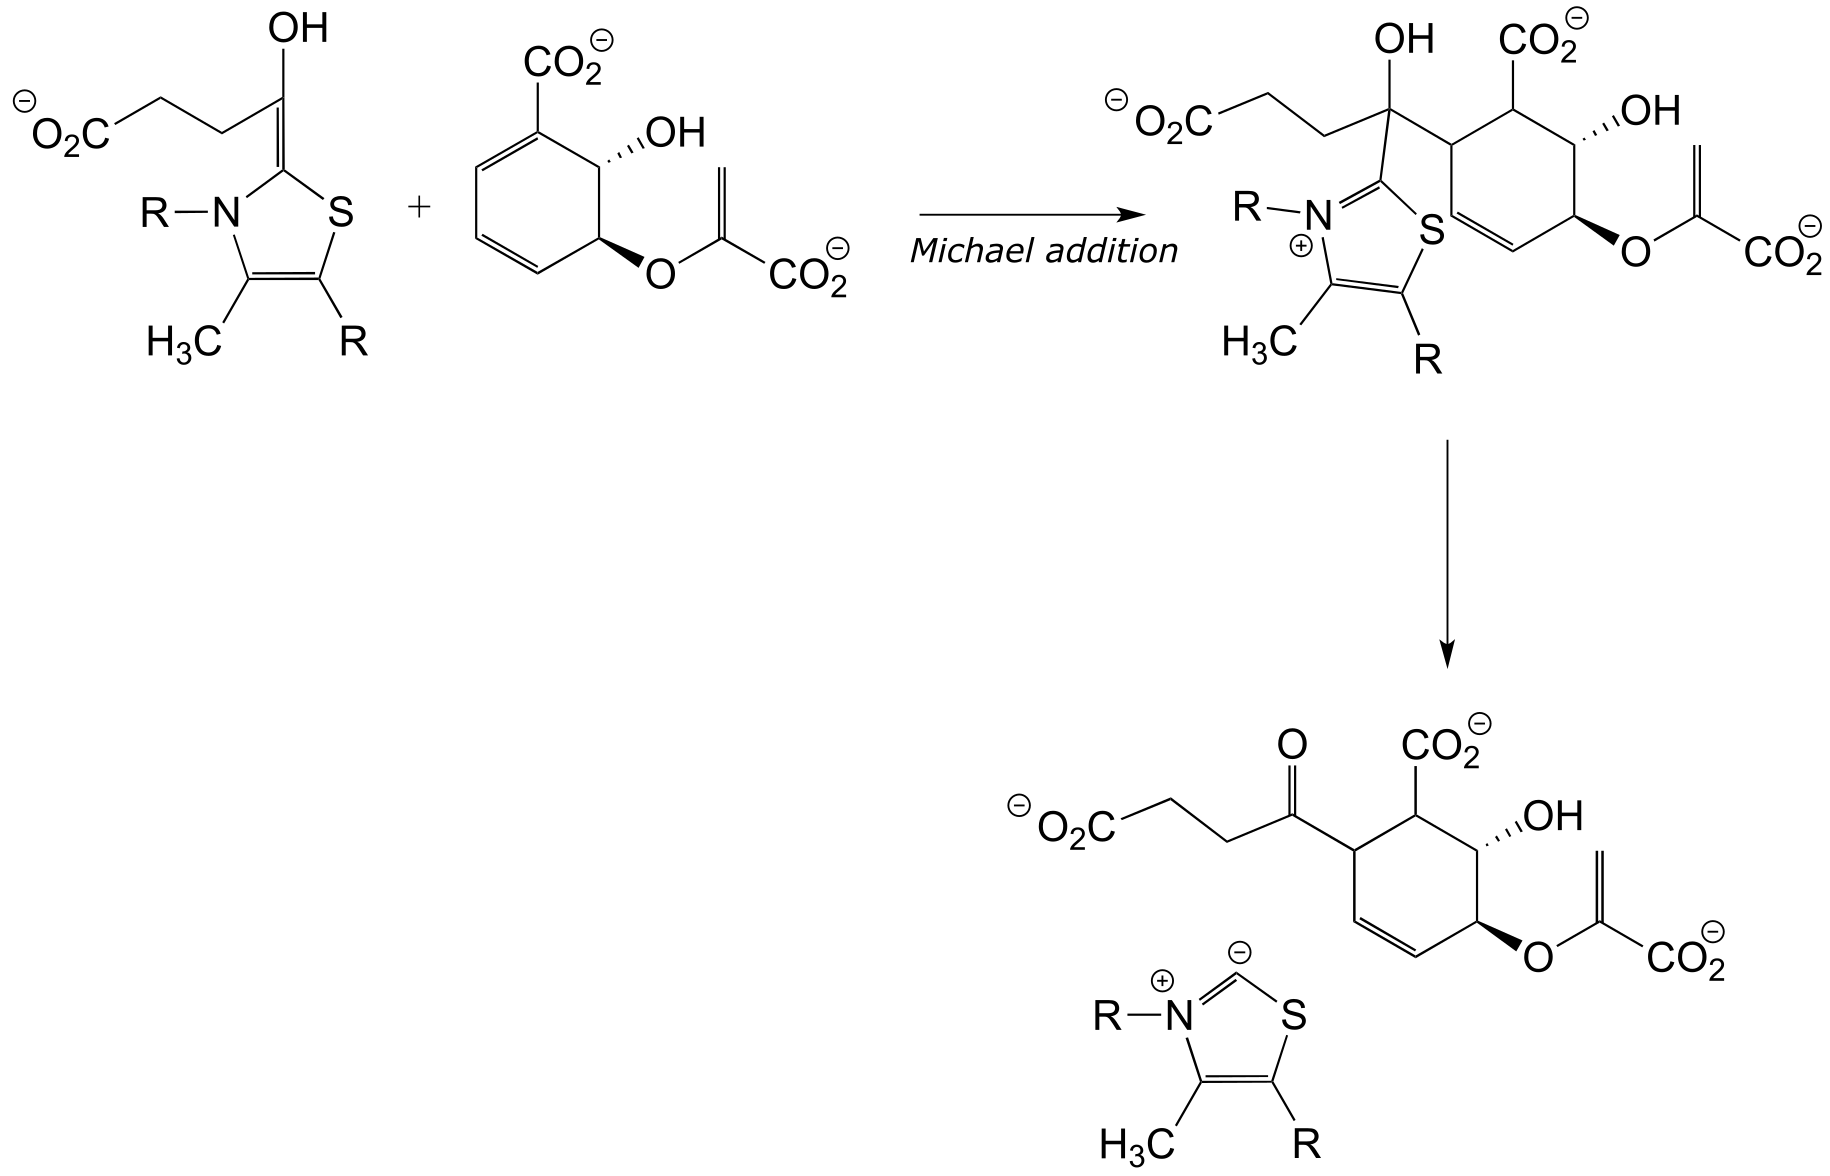 OH
⊖
O₂C
R
N
S
H₃C
R
+
CO₂
⊖
OH
O
CO₂
⊖
Michael addition
OH
⊖
O₂C
CO₂
⊖
OH
R
N
⊕
S
O
CO₂
⊖
H₃C
R
O
⊖
O₂C
CO₂
⊖
OH
O
CO₂
⊖
R
⊕
N
⊖
S
H₃C
R